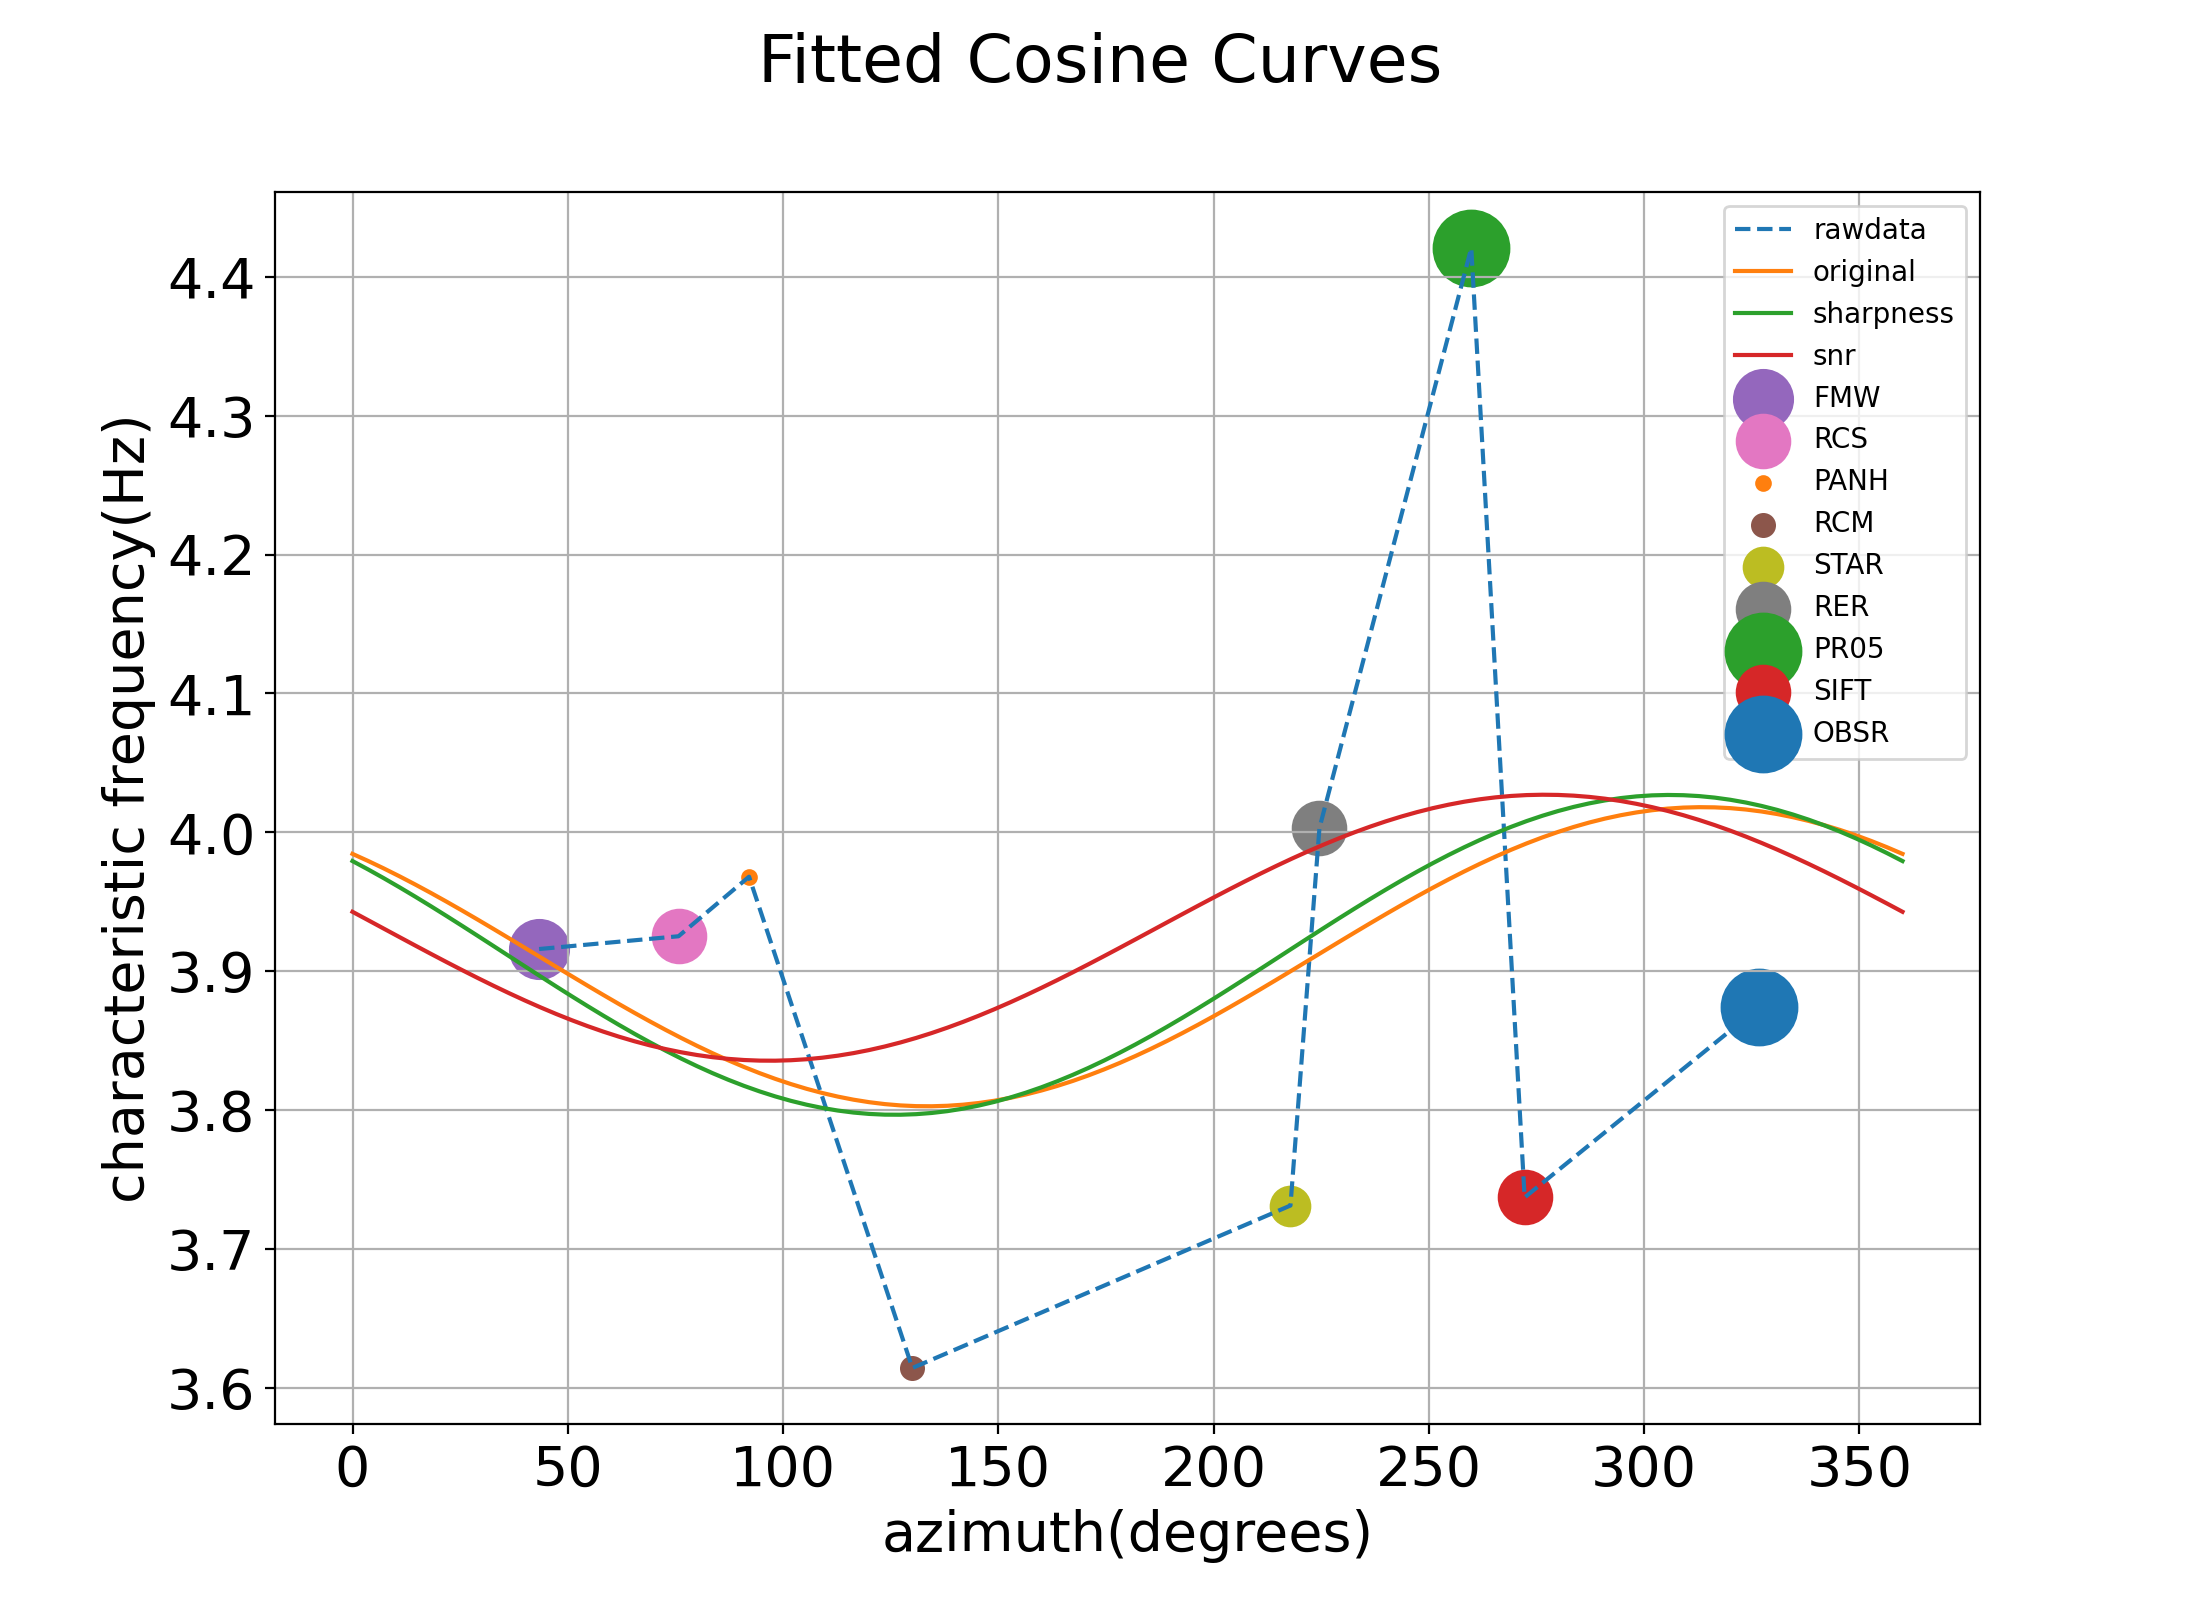 Fitted Cosine Curves
characteristic frequency(Hz)
4.4
4.3
4.2
4.1
4.0
3.9
3.8
3.7
3.6
rawdata
original
sharpness
snr
FMW
RCS
PANH
RCM
STAR
RER
PR05
SIFT
OBSR
0 50 100 150 200 250 300 350
azimuth(degrees)